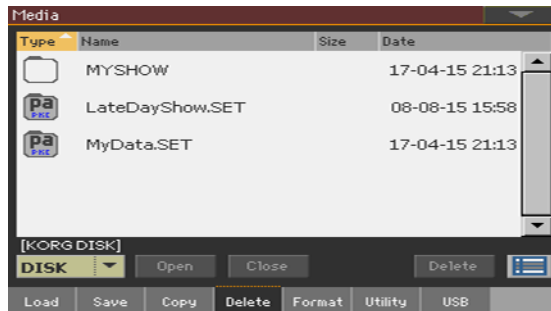 Media
Type Name Size Date
MYSHOW 17-04-15 21:13
Pa LateDayShow.SET 08-08-15 15:58
Pa MyData.SET 17-04-15 21:13
[KORG DISK]
DISK Open Close Delete
Load Save Copy Delete Format Utility USB